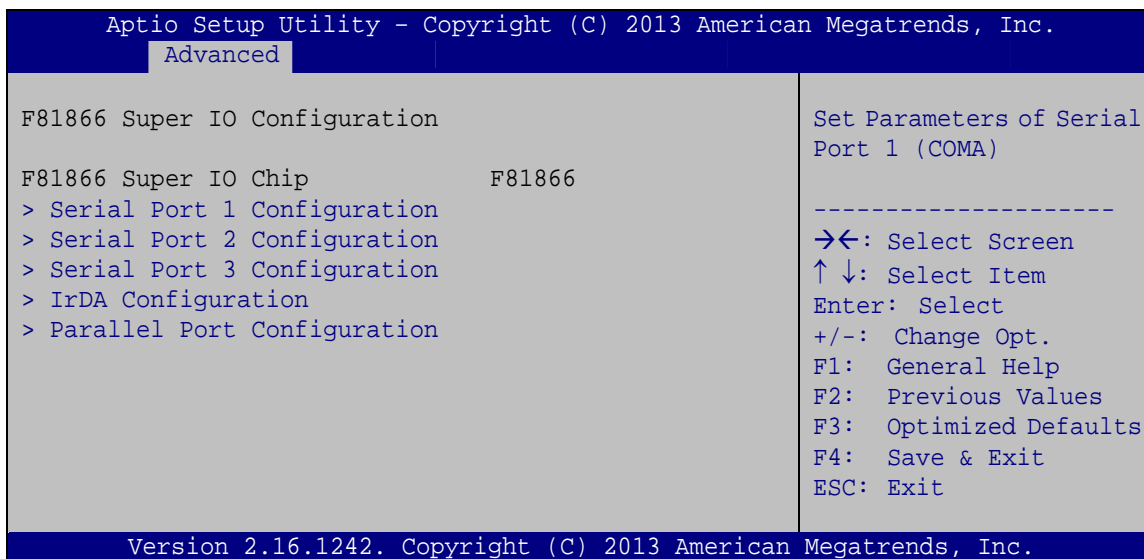 Aptio Setup Utility – Copyright (C) 2013 American Megatrends, Inc.
Advanced
F81866 Super IO Configuration
F81866 Super IO Chip F81866
> Serial Port 1 Configuration
> Serial Port 2 Configuration
> Serial Port 3 Configuration
> IrDA Configuration
> Parallel Port Configuration
Set Parameters of Serial
Port 1 (COMA)
---------------------
→←: Select Screen
↑ ↓: Select Item
Enter: Select
+/-: Change Opt.
F1: General Help
F2: Previous Values
F3: Optimized Defaults
F4: Save & Exit
ESC: Exit
Version 2.16.1242. Copyright (C) 2013 American Megatrends, Inc.